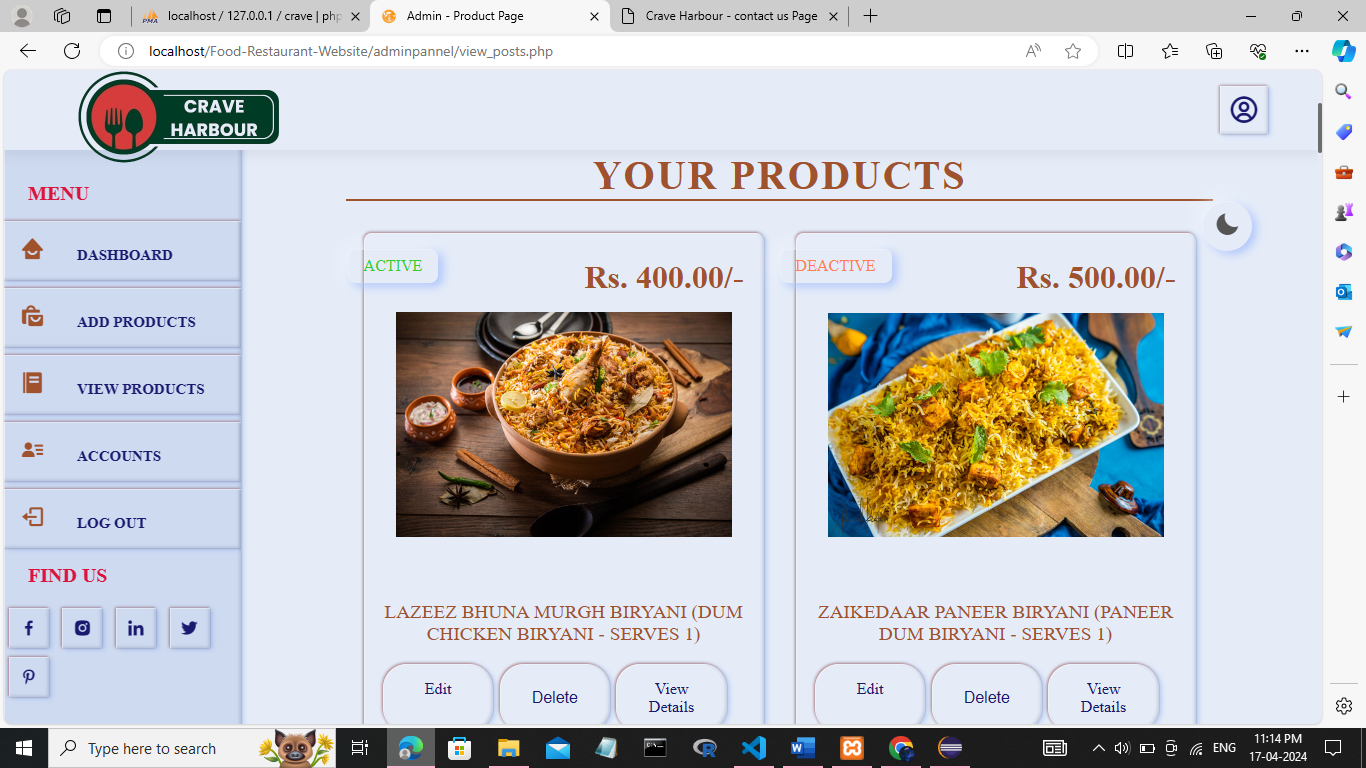 localhost / 127.0.0.1 / crave | php
Admin - Product Page
Crave Harbour - contact us Page
localhost/Food-Restaurant-Website/adminpannel/view_posts.php
CRAVE
HARBOUR
YOUR PRODUCTS
MENU
DASHBOARD
ADD PRODUCTS
VIEW PRODUCTS
ACCOUNTS
LOG OUT
FIND US
ACTIVE
Rs. 400.00/-
LAZEEZ BHUNA MURGH BIRYANI (DUM
CHICKEN BIRYANI - SERVES 1)
Edit
Delete
View
Details
DEACTIVE
Rs. 500.00/-
ZAIKEDAAR PANEER BIRYANI (PANEER
DUM BIRYANI - SERVES 1)
Edit
Delete
View
Details
Type here to search
ENG
11:14 PM
17-04-2024